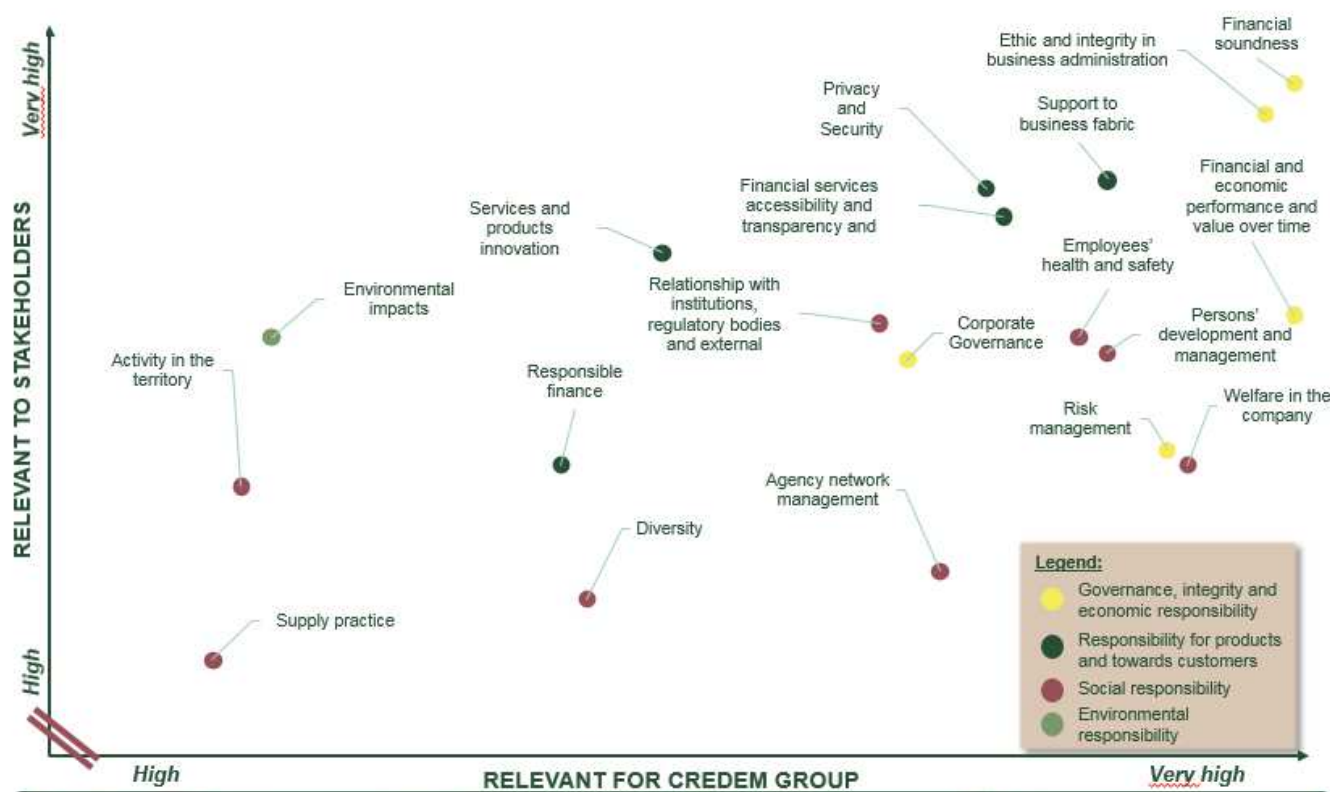 Very high
RELEVANT TO STAKEHOLDERS
High
Financial
soundness
Ethic and integrity in
business administration
Privacy
and
Security
Support to
business fabric
Financial and
economic
performance and
value over time
Financial services
accessibility and
transparency and
Services and
products
innovation
Employees'
health and safety
Environmental
impacts
Relationship with
institutions,
regulatory bodies
and external
Corporate
Governance
Persons'
development and
management
Activity in the
territory
Responsible
finance
Risk
management
Welfare in the
company
Agency network
management
Diversity
Supply practice
Legend:
Governance, integrity and
economic responsibility
Responsibility for products
and towards customers
Social responsibility
Environmental
responsibility
High
RELEVANT FOR CREDEM GROUP
Very high